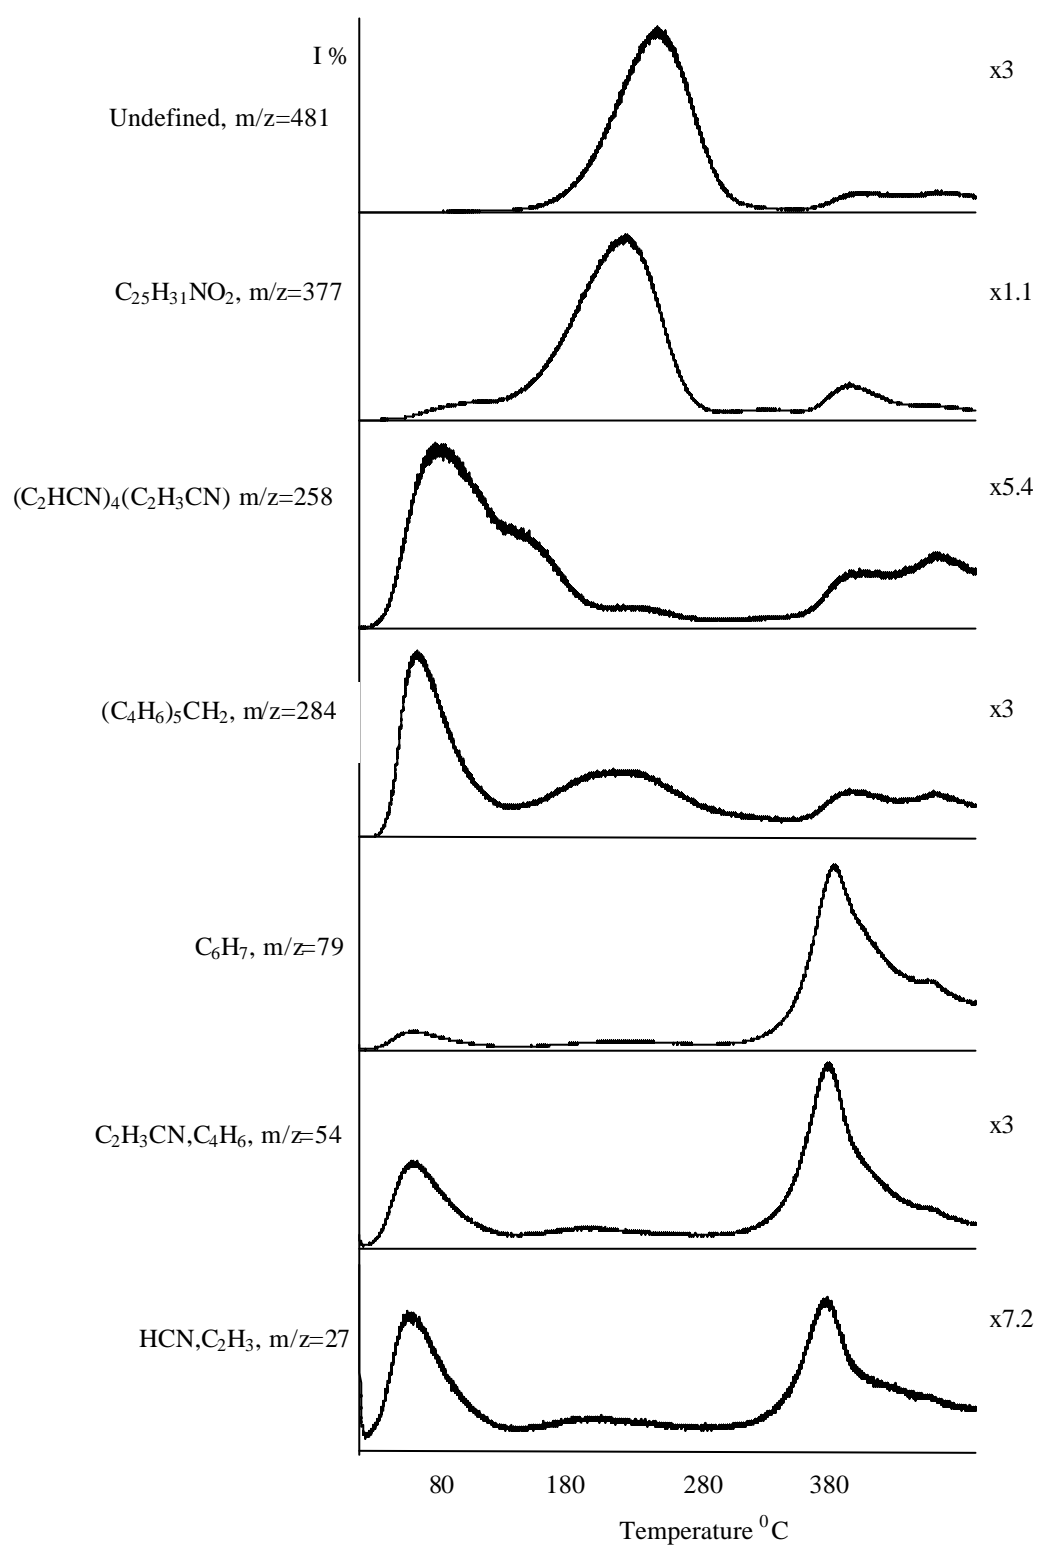 I %
x3
Undefined, m/z=481
C₂₅H₃₁NO₂, m/z=377
x1.1
(C₂HCN)₄(C₂H₃CN) m/z=258
x5.4
(C₄H₆)₅CH₂, m/z=284
x3
C₆H₇, m/z=79
C₂H₃CN,C₄H₆, m/z=54
x3
HCN,C₂H₃, m/z=27
x7.2
80 180 280 380
Temperature ⁰C